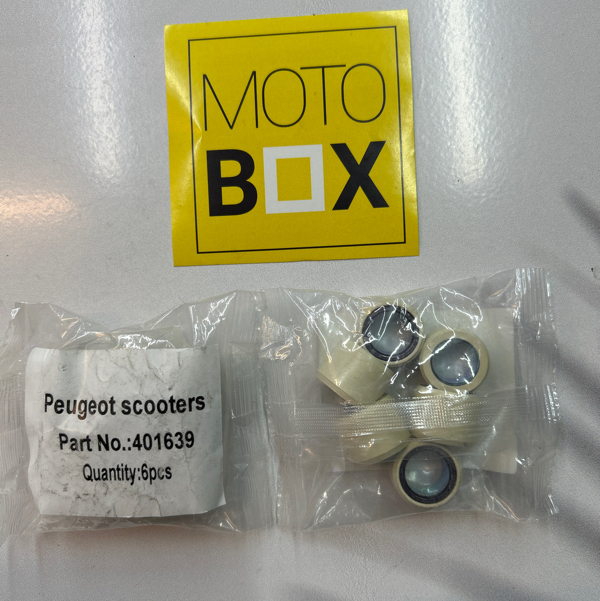 MOTO
BOX
Peugeot scooters
Part No.:401639
Quantity:6pcs